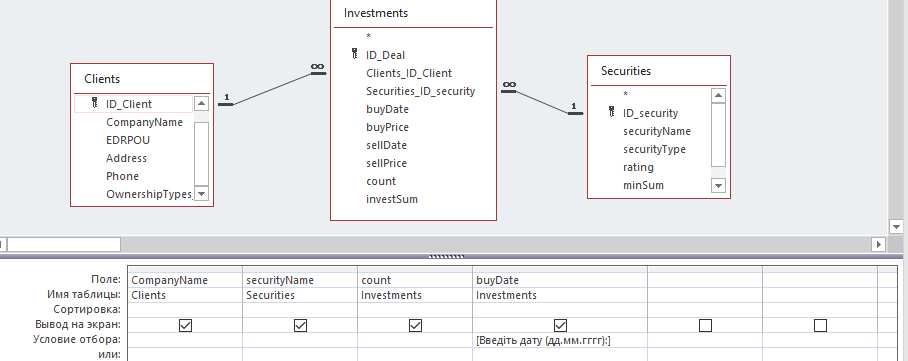 Investments
*
ID_Deal
Clients_ID_Client
Securities_ID_security
buyDate
buyPrice
sellDate
sellPrice
count
investSum
Clients
ID_Client
CompanyName
EDRPOU
Address
Phone
OwnershipTypes_
∞
1
∞
1
Securities
*
ID_security
securityName
securityType
rating
minSum
Поле: CompanyName securityName count buyDate
Имя таблицы: Clients Securities Investments Investments
Сортировка:
Вывод на экран:
Условие отбора: [Введіть дату (дд.мм.гггг):]
или: